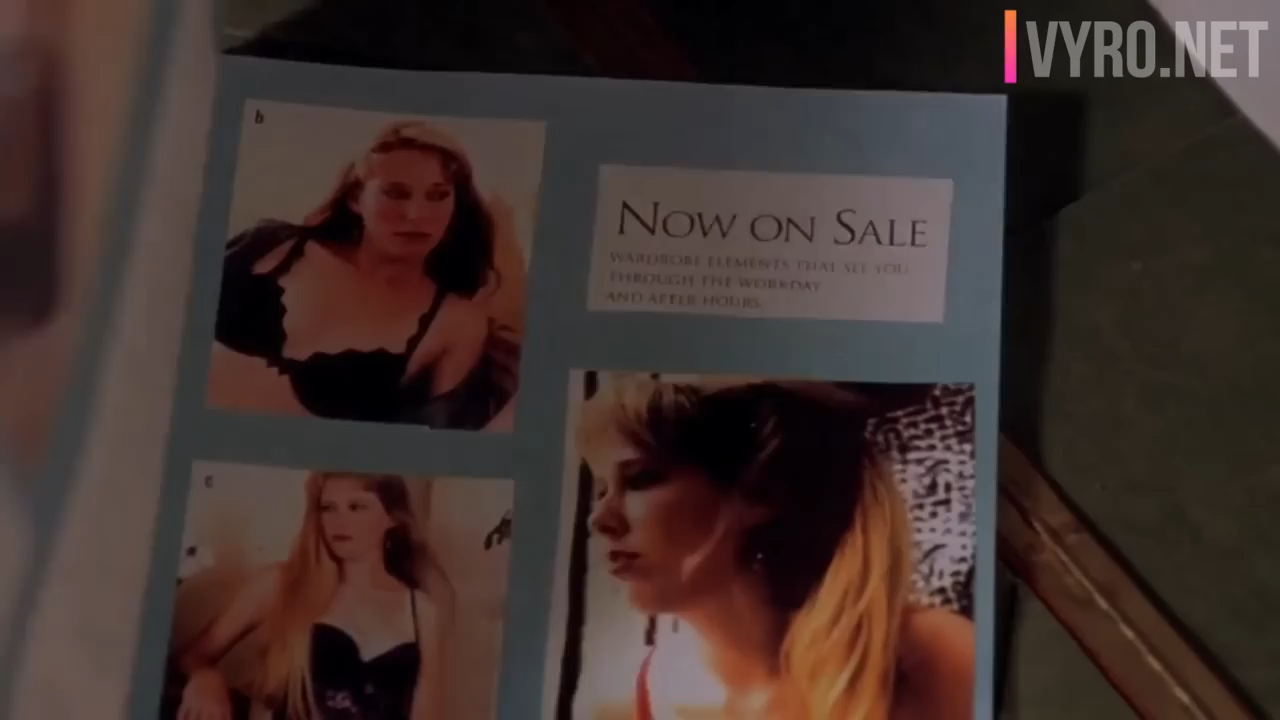 VYRO.NET
b
NOW ON SALE
WARDROBE ELEMENTS THAT SEE YOU
THROUGH THE WORKDAY
AND AFTER HOURS.
c